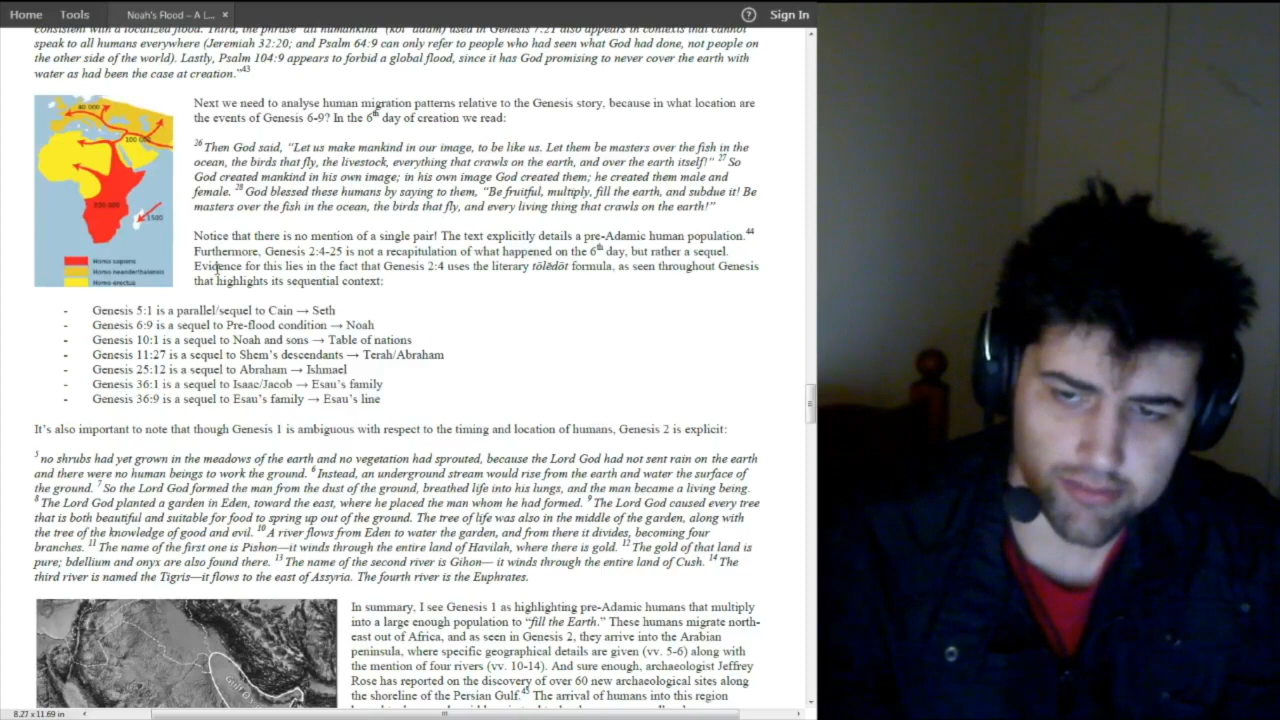 Home Tools Noah's Flood – A L... × Sign In
consistent with a localized flood. Third, the phrase "all humankind" (kol 'adam) used in Genesis 7:21 also appears in contexts that cannot
speak to all humans everywhere (Jeremiah 32:20; and Psalm 64:9 can only refer to people who had seen what God had done, not people on
the other side of the world). Lastly, Psalm 104:9 appears to forbid a global flood, since it has God promising to never cover the earth with
water as had been the case at creation."43
40 000
100 000
200 000
1500
Homo sapiens
Homo neanderthalensis
Homo erectus
Next we need to analyse human migration patterns relative to the Genesis story, because in what location are
the events of Genesis 6-9? In the 6th day of creation we read:
26 Then God said, "Let us make mankind in our image, to be like us. Let them be masters over the fish in the
ocean, the birds that fly, the livestock, everything that crawls on the earth, and over the earth itself!" 27 So
God created mankind in his own image; in his own image God created them; he created them male and
female. 28 God blessed these humans by saying to them, "Be fruitful, multiply, fill the earth, and subdue it! Be
masters over the fish in the ocean, the birds that fly, and every living thing that crawls on the earth!"
Notice that there is no mention of a single pair! The text explicitly details a pre-Adamic human population.44
Furthermore, Genesis 2:4-25 is not a recapitulation of what happened on the 6th day, but rather a sequel.
Evidence for this lies in the fact that Genesis 2:4 uses the literary tōlēdōt formula, as seen throughout Genesis
that highlights its sequential context:
- Genesis 5:1 is a parallel/sequel to Cain → Seth
- Genesis 6:9 is a sequel to Pre-flood condition → Noah
- Genesis 10:1 is a sequel to Noah and sons → Table of nations
- Genesis 11:27 is a sequel to Shem's descendants → Terah/Abraham
- Genesis 25:12 is a sequel to Abraham → Ishmael
- Genesis 36:1 is a sequel to Isaac/Jacob → Esau's family
- Genesis 36:9 is a sequel to Esau's family → Esau's line
It's also important to note that though Genesis 1 is ambiguous with respect to the timing and location of humans, Genesis 2 is explicit:
5 no shrubs had yet grown in the meadows of the earth and no vegetation had sprouted, because the Lord God had not sent rain on the earth
and there were no human beings to work the ground. 6 Instead, an underground stream would rise from the earth and water the surface of
the ground. 7 So the Lord God formed the man from the dust of the ground, breathed life into his lungs, and the man became a living being.
8 The Lord God planted a garden in Eden, toward the east, where he placed the man whom he had formed. 9 The Lord God caused every tree
that is both beautiful and suitable for food to spring up out of the ground. The tree of life was also in the middle of the garden, along with
the tree of the knowledge of good and evil. 10 A river flows from Eden to water the garden, and from there it divides, becoming four
branches. 11 The name of the first one is Pishon—it winds through the entire land of Havilah, where there is gold. 12 The gold of that land is
pure; bdellium and onyx are also found there. 13 The name of the second river is Gihon— it winds through the entire land of Cush. 14 The
third river is named the Tigris—it flows to the east of Assyria. The fourth river is the Euphrates.
Gulf O
In summary, I see Genesis 1 as highlighting pre-Adamic humans that multiply
into a large enough population to "fill the Earth." These humans migrate north-
east out of Africa, and as seen in Genesis 2, they arrive into the Arabian
peninsula, where specific geographical details are given (vv. 5-6) along with
the mention of four rivers (vv. 10-14). And sure enough, archaeologist Jeffrey
Rose has reported on the discovery of over 60 new archaeological sites along
the shoreline of the Persian Gulf.45 The arrival of humans into this region
8.27 x 11.69 in